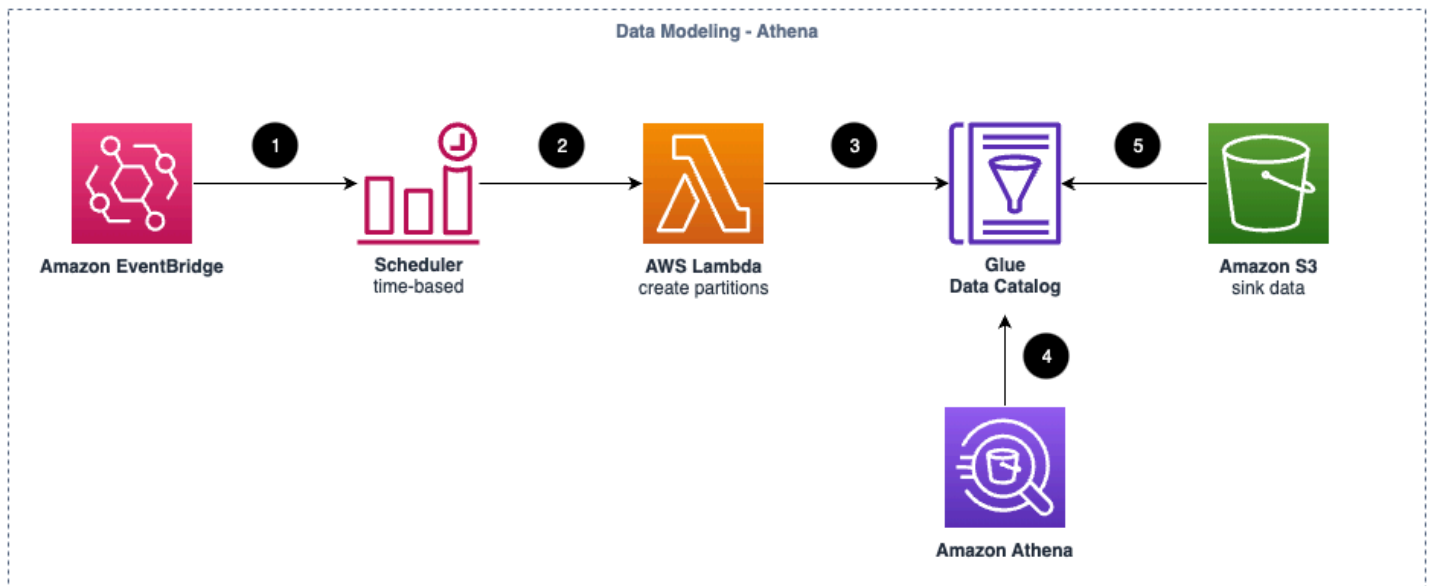 Data Modeling - Athena
1
2
3
5
Amazon EventBridge
Scheduler
time-based
AWS Lambda
create partitions
Glue
Data Catalog
Amazon S3
sink data
4
Amazon Athena